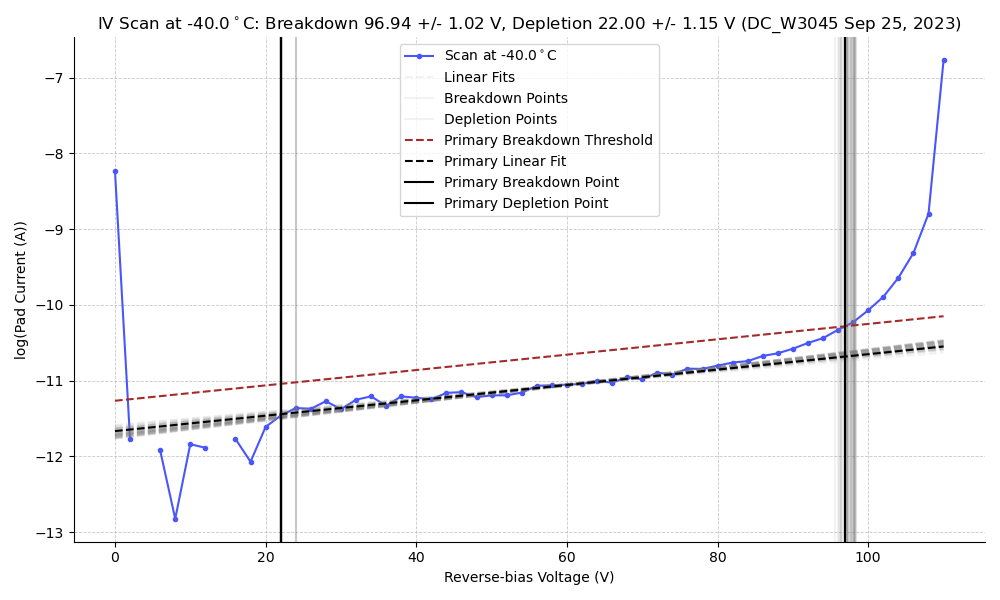 IV Scan at -40.0°C: Breakdown 96.94 +/- 1.02 V, Depletion 22.00 +/- 1.15 V (DC_W3045 Sep 25, 2023)
Scan at -40.0°C
Linear Fits
Breakdown Points
Depletion Points
Primary Breakdown Threshold
Primary Linear Fit
Primary Breakdown Point
Primary Depletion Point
log(Pad Current (A))
−7
−8
−9
−10
−11
−12
−13
0 20 40 60 80 100
Reverse-bias Voltage (V)